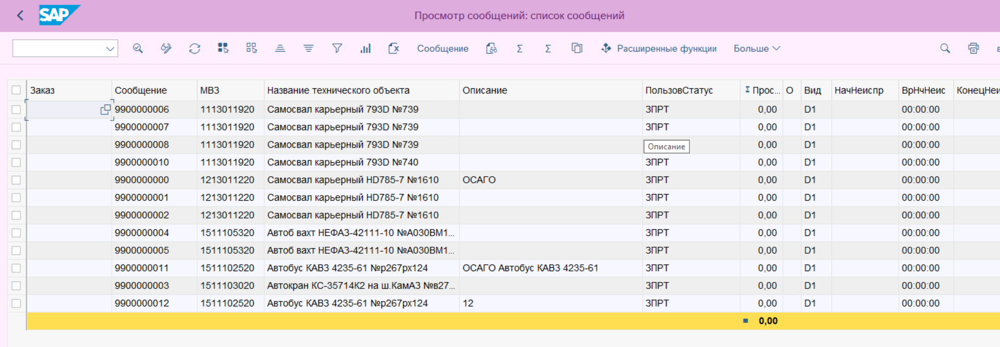 SAP
Просмотр сообщений: список сообщений
Сообщение Расширенные функции Больше
Заказ Сообщение МВЗ Название технического объекта Описание ПользовСтатус Σ Прос... О Вид НачНеиспр ВрНчНеис КонецНеи
9900000006 1113011920 Самосвал карьерный 793D №739 ЗПРТ 0,00 D1 00:00:00
9900000007 1113011920 Самосвал карьерный 793D №739 ЗПРТ 0,00 D1 00:00:00
9900000008 1113011920 Самосвал карьерный 793D №739 Описание 0,00 D1 00:00:00
9900000010 1113011920 Самосвал карьерный 793D №740 ЗПРТ 0,00 D1 00:00:00
9900000000 1213011220 Самосвал карьерный HD785-7 №1610 ОСАГО ЗПРТ 0,00 D1 00:00:00
9900000001 1213011220 Самосвал карьерный HD785-7 №1610 ЗПРТ 0,00 D1 00:00:00
9900000002 1213011220 Самосвал карьерный HD785-7 №1610 ЗПРТ 0,00 D1 00:00:00
9900000004 1511105320 Автоб вахт НЕФАЗ-42111-10 №А030ВМ1... ЗПРТ 0,00 D1 00:00:00
9900000005 1511105320 Автоб вахт НЕФАЗ-42111-10 №А030ВМ1... ЗПРТ 0,00 D1 00:00:00
9900000011 1511102520 Автобус КАВЗ 4235-61 №р267рх124 ОСАГО Автобус КАВЗ 4235-61 ЗПРТ 0,00 D1 00:00:00
9900000003 1511103020 Автокран КС-35714К2 на ш.КамАЗ №в27... ЗПРТ 0,00 D1 00:00:00
9900000012 1511102520 Автобус КАВЗ 4235-61 №р267рх124 12 ЗПРТ 0,00 D1 00:00:00
0,00